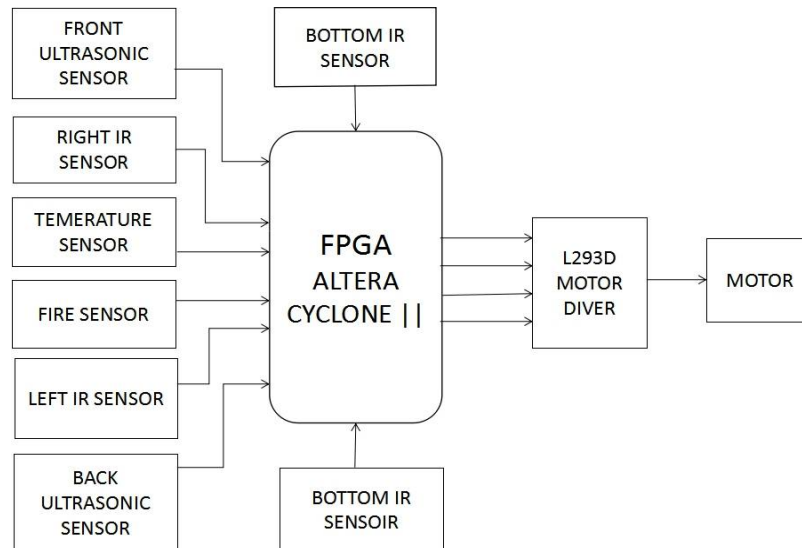 FRONT
ULTRASONIC
SENSOR
BOTTOM IR
SENSOR
RIGHT IR
SENSOR
TEMERATURE
SENSOR
FIRE SENSOR
LEFT IR SENSOR
BACK
ULTRASONIC
SENSOR
FPGA
ALTERA
CYCLONE ||
BOTTOM IR
SENSOIR
L293D
MOTOR
DIVER
MOTOR